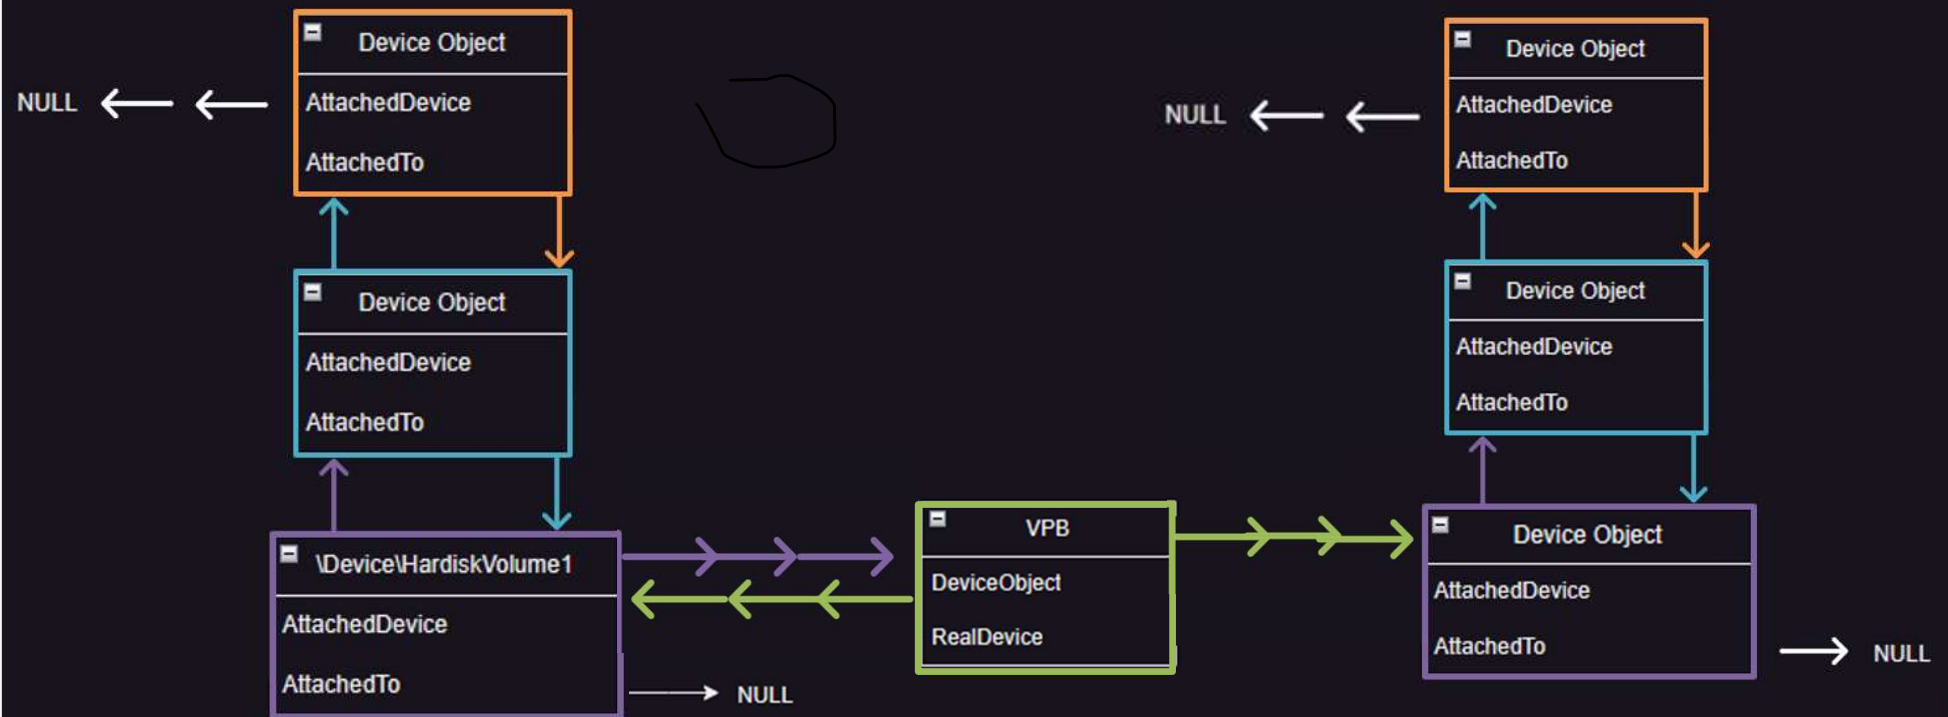 Device Object
NULL
AttachedDevice
AttachedTo
Device Object
AttachedDevice
AttachedTo
\Device\HardiskVolume1
AttachedDevice
AttachedTo
NULL
VPB
DeviceObject
RealDevice
Device Object
NULL
AttachedDevice
AttachedTo
Device Object
AttachedDevice
AttachedTo
Device Object
AttachedDevice
AttachedTo
NULL